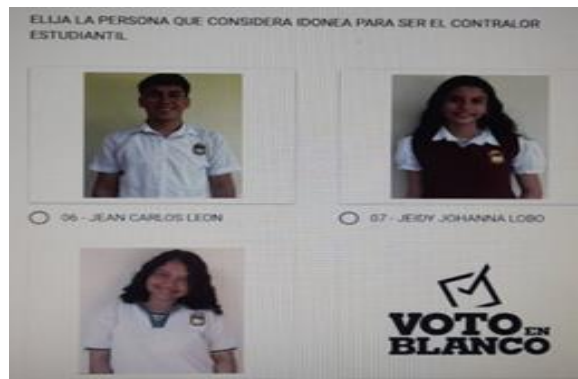 ELIJA LA PERSONA QUE CONSIDERA IDONEA PARA SER EL CONTRALOR
ESTUDIANTIL
06 - JEAN CARLOS LEON
07 - JEIDY JOHANNA LOBO
VOTO EN
BLANCO